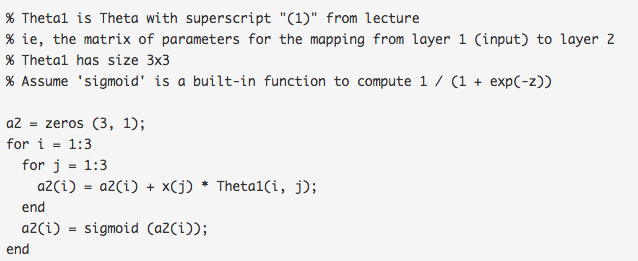 % Theta1 is Theta with superscript "(1)" from lecture
% ie, the matrix of parameters for the mapping from layer 1 (input) to layer 2
% Theta1 has size 3x3
% Assume 'sigmoid' is a built-in function to compute 1 / (1 + exp(-z))

a2 = zeros (3, 1);
for i = 1:3
  for j = 1:3
    a2(i) = a2(i) + x(j) * Theta1(i, j);
  end
  a2(i) = sigmoid (a2(i));
end